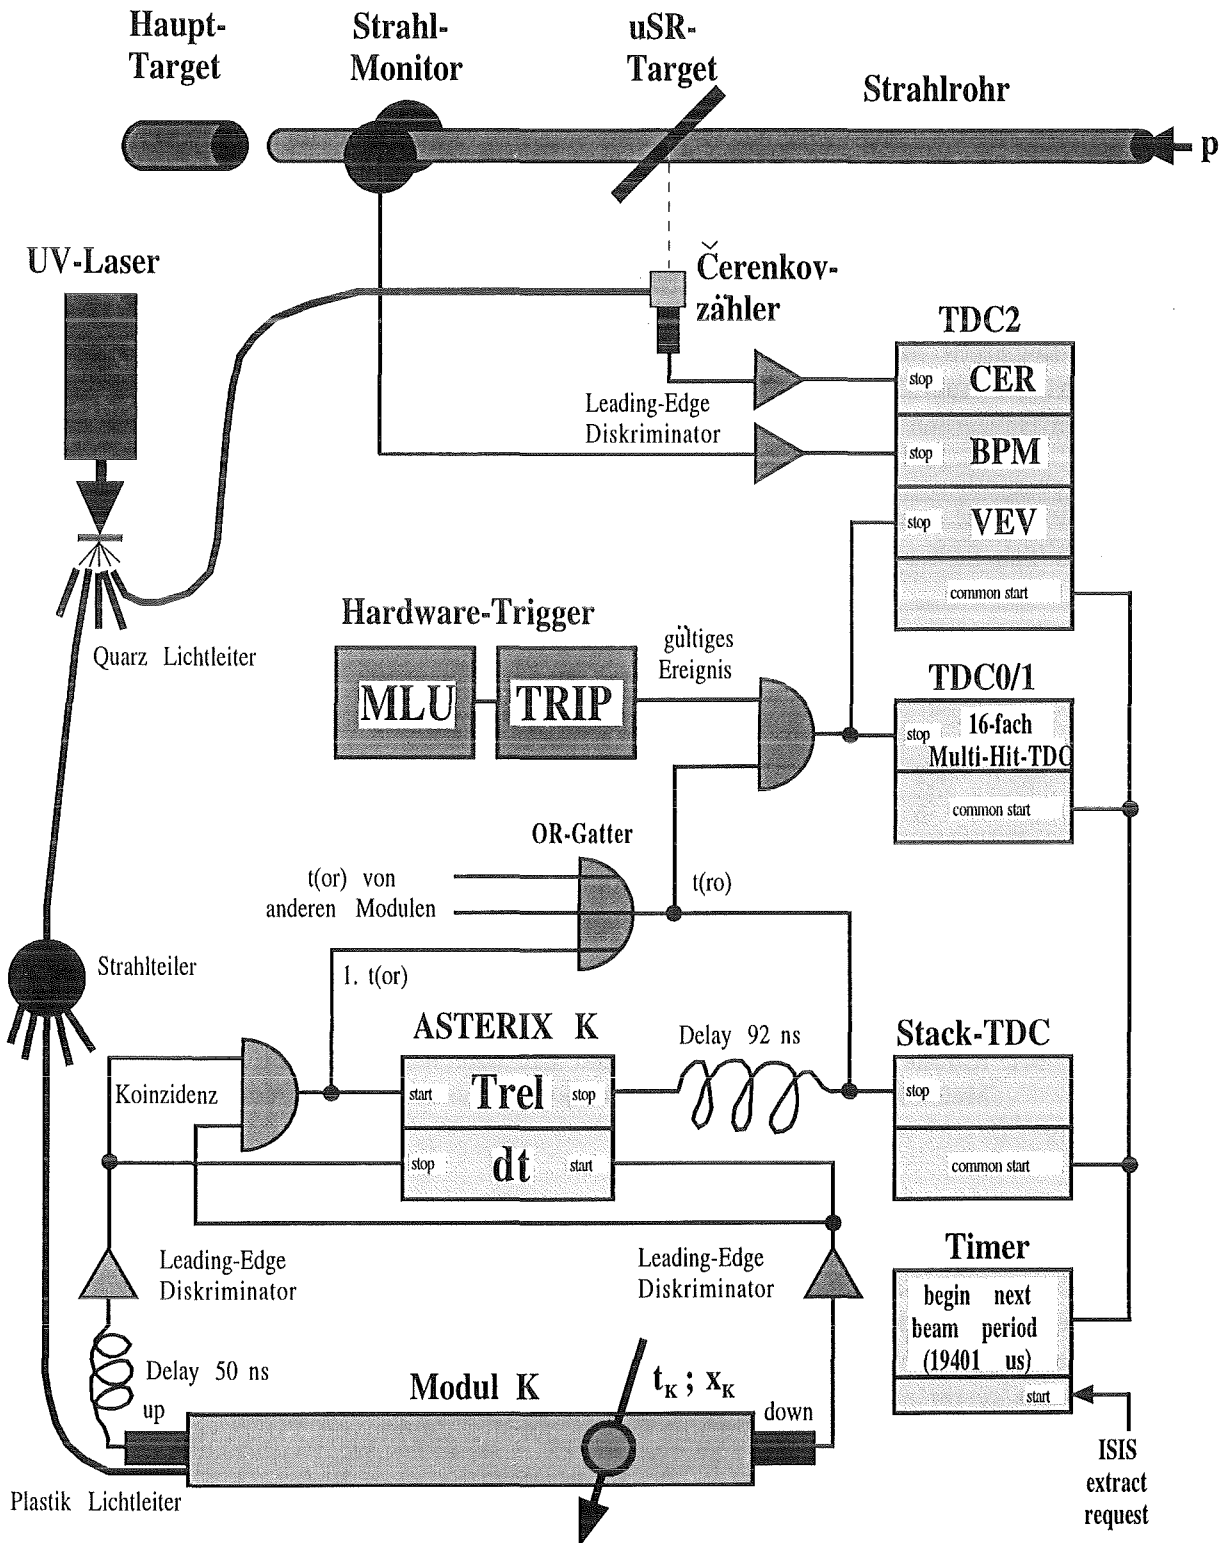 Haupt-
Target
Strahl-
Monitor
uSR-
Target
Strahlrohr
p
UV-Laser
Čerenkov-
zähler
TDC2
stop CER
Leading-Edge
Diskriminator
stop BPM
stop VEV
common start
Quarz Lichtleiter
Hardware-Trigger
MLU
TRIP
gültiges
Ereignis
TDC0/1
stop 16-fach
Multi-Hit-TDC
common start
OR-Gatter
t(or) von
anderen Modulen
t(ro)
1. t(or)
Strahlteiler
ASTERIX K
Delay 92 ns
Stack-TDC
Koinzidenz
start Trel stop
stop
stop dt start
common start
Leading-Edge
Diskriminator
Leading-Edge
Diskriminator
Timer
begin next
beam period
(19401 us)
start
Delay 50 ns
up
Modul K
tK ; xK
down
Plastik Lichtleiter
ISIS
extract
request